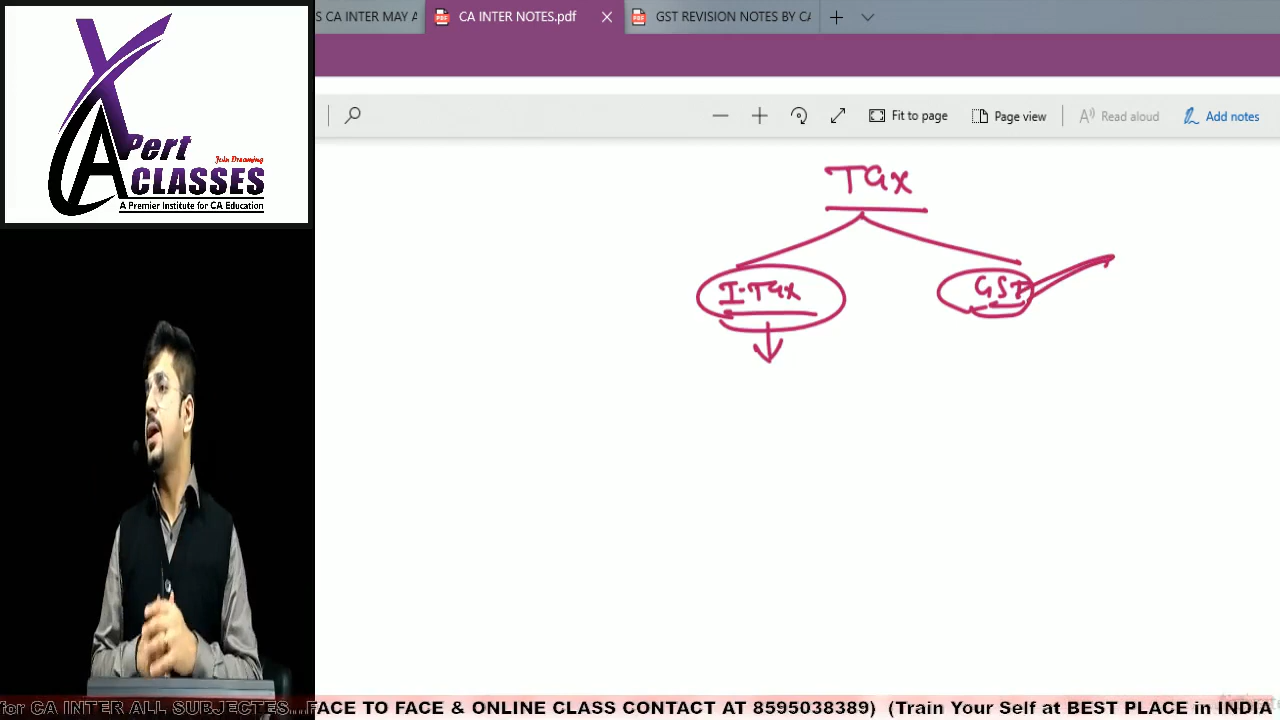 S CA INTER MAY A
CA INTER NOTES.pdf
GST REVISION NOTES BY CA
Fit to page
Page view
Read aloud
Add notes
XPert
Join Dreaming
CA CLASSES
A Premier Institute for CA Education
TAX
I·TAX
GST
for CA INTER ALL SUBJECTES...FACE TO FACE & ONLINE CLASS CONTACT AT 8595038389) (Train Your Self at BEST PLACE in INDIA